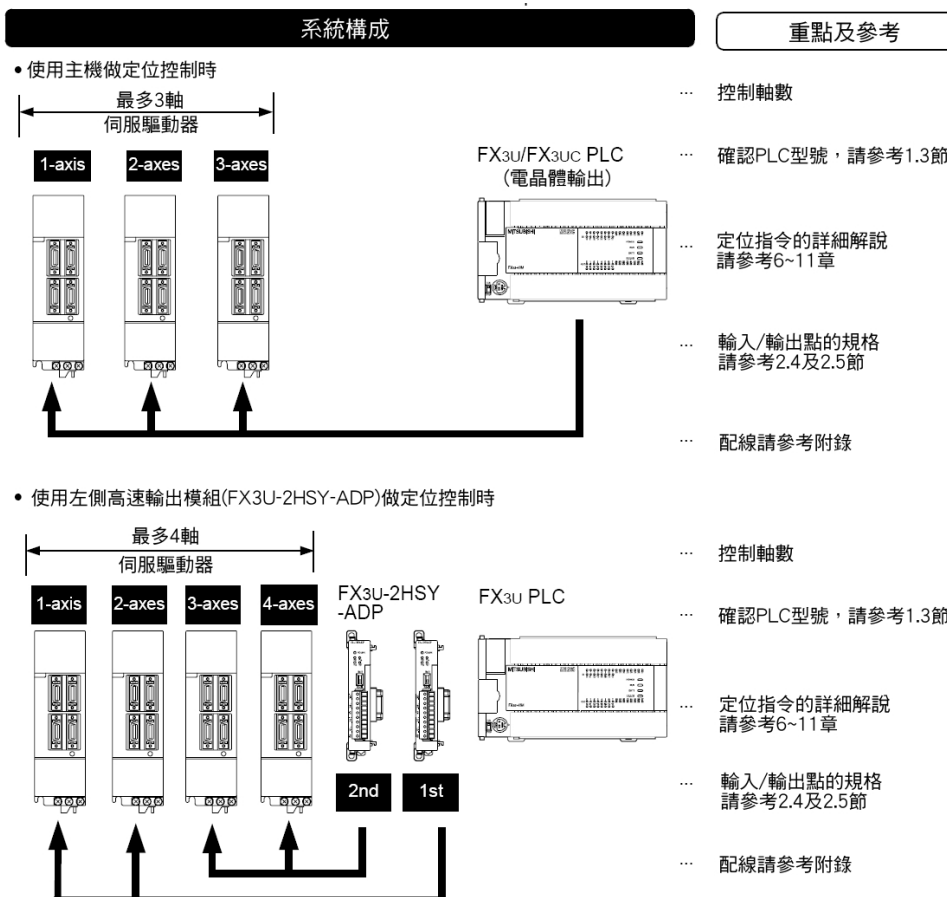 系統構成
重點及參考
• 使用主機做定位控制時
最多3軸
伺服驅動器
1-axis
2-axes
3-axes
FX3U/FX3UC PLC
(電晶體輸出)
MITSUBISHI
… 控制軸數
… 確認PLC型號，請參考1.3節
… 定位指令的詳細解說
請參考6~11章
… 輸入/輸出點的規格
請參考2.4及2.5節
… 配線請參考附錄
• 使用左側高速輸出模組(FX3U-2HSY-ADP)做定位控制時
最多4軸
伺服驅動器
1-axis
2-axes
3-axes
4-axes
FX3U-2HSY
-ADP
FX3U PLC
MITSUBISHI
2nd
1st
… 控制軸數
… 確認PLC型號，請參考1.3節
… 定位指令的詳細解說
請參考6~11章
… 輸入/輸出點的規格
請參考2.4及2.5節
… 配線請參考附錄